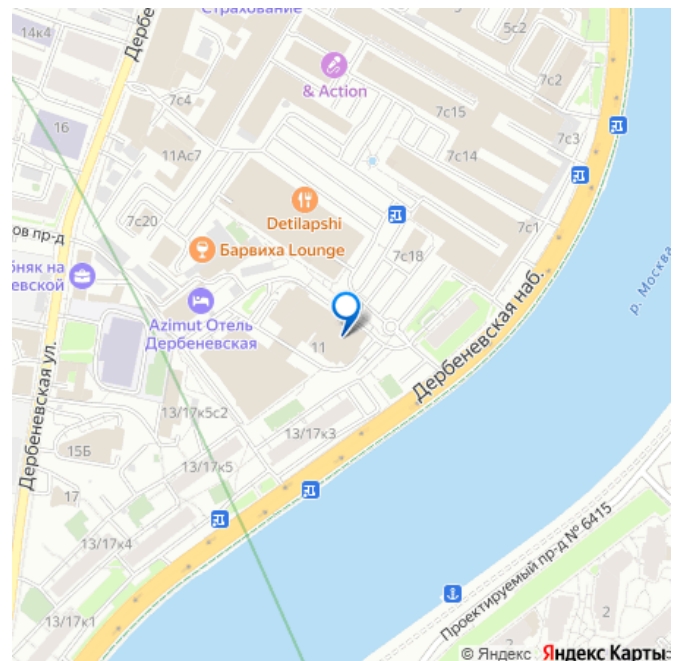 Страхование
14к4
Дербе
5с2
& Action
7с2
7с4
7с15
16
7с3
11Ас7
7с14
Detilapshi
7с20
7с1
ов пр-д
Барвиха Lounge
7с18
р. Москва
бняк на
евской
Azimut Отель
Дербеневская
Дербеневская наб.
11
Дербеневская ул.
13/17к5с2
13/17к3
15Б
13/17к5
17
13/17к4
Проектируемый пр-д № 6415
2
13/17к1
2
© Яндекс Яндекс Карты